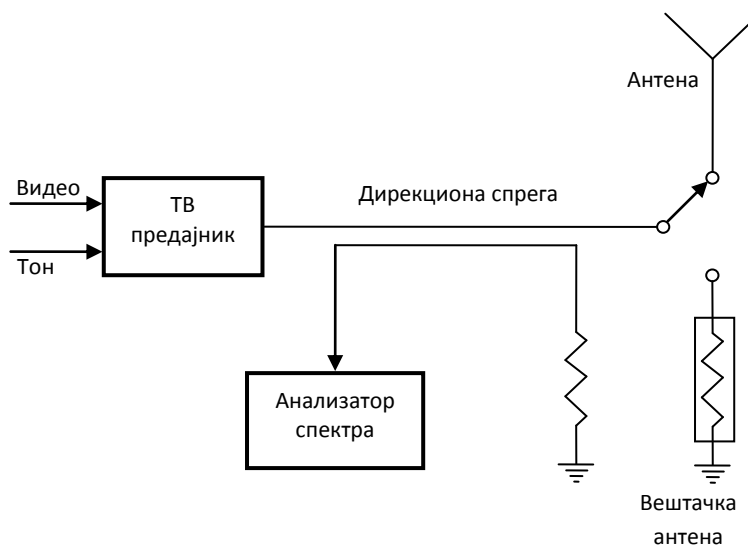 Антена
Видео
Тон
ТВ
предајник
Дирекциона спрега
Анализатор
спектра
Вештачка
антена